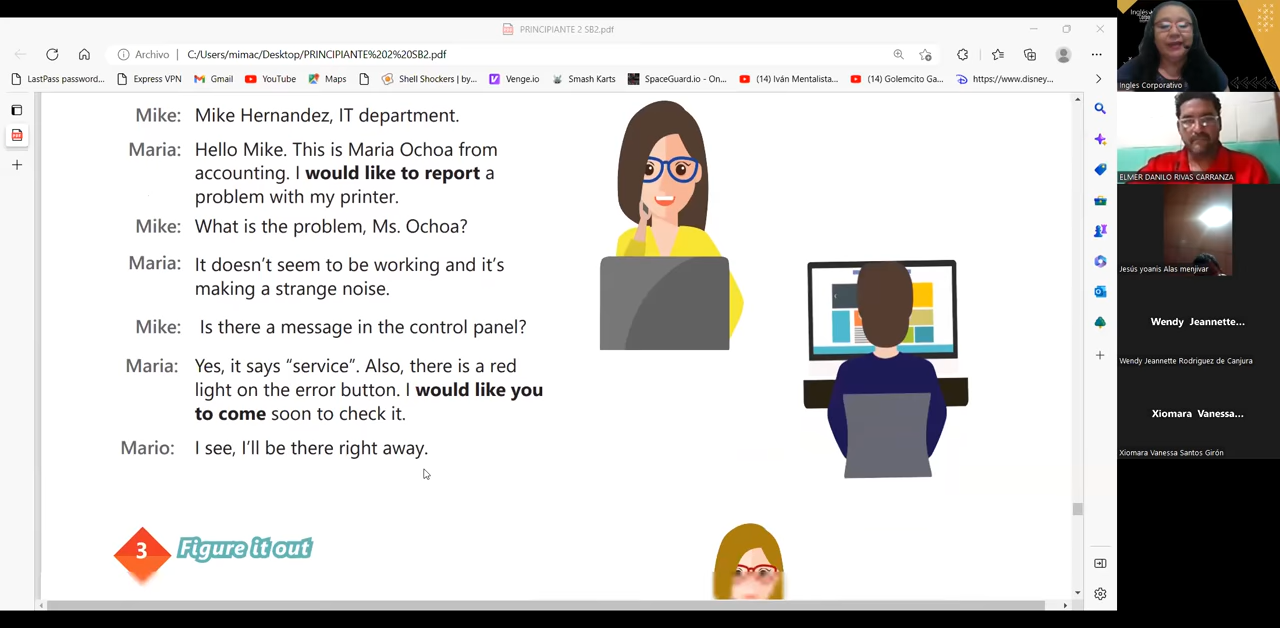 PRINCIPIANTE 2 SB2.pdf
Archivo
C:/Users/mimac/Desktop/PRINCIPIANTE%202%20SB2.pdf
LastPass password...
Express VPN
Gmail
YouTube
Maps
Shell Shockers | by...
Venge.io
Smash Karts
SpaceGuard.io - On...
(14) Iván Mentalista...
(14) Golemcito Ga...
https://www.disney...
Mike: Mike Hernandez, IT department.
Maria: Hello Mike. This is Maria Ochoa from
accounting. I would like to report a
problem with my printer.
Mike: What is the problem, Ms. Ochoa?
Maria: It doesn't seem to be working and it's
making a strange noise.
Mike: Is there a message in the control panel?
Maria: Yes, it says “service”. Also, there is a red
light on the error button. I would like you
to come soon to check it.
Mario: I see, I'll be there right away.
3 Figure it out
Ingles Corporativo
ELMER DANILO RIVAS CARRANZA
Jesús yoanis Alas menjivar
Wendy Jeannette...
Wendy Jeannette Rodriguez de Canjura
Xiomara Vanessa...
Xiomara Vanessa Santos Girón